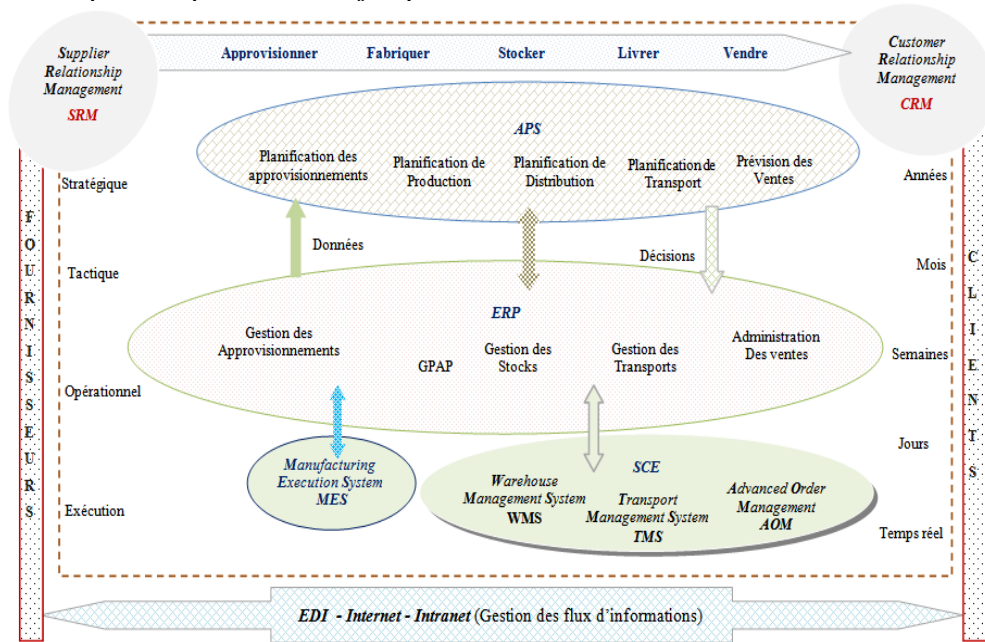 Supplier
Relationship
Management
SRM
Approvisionner Fabriquer Stocker Livrer Vendre
Customer
Relationship
Management
CRM
APS
Planification des
approvisionnements
Planification de
Production
Planification de
Distribution
Planification de
Transport
Prévision des
Ventes
Stratégique
Années
Données
Décisions
Tactique
Mois
ERP
Gestion des
Approvisionnements
GPAP
Gestion des
Stocks
Gestion des
Transports
Administration
Des ventes
Semaines
Opérationnel
Jours
Manufacturing
Execution System
MES
SCE
Warehouse
Management System
WMS
Transport
Management System
TMS
Advanced Order
Management
AOM
Exécution
Temps réel
FOURNISSEURS
CLIENTS
EDI - Internet - Intranet (Gestion des flux d'informations)